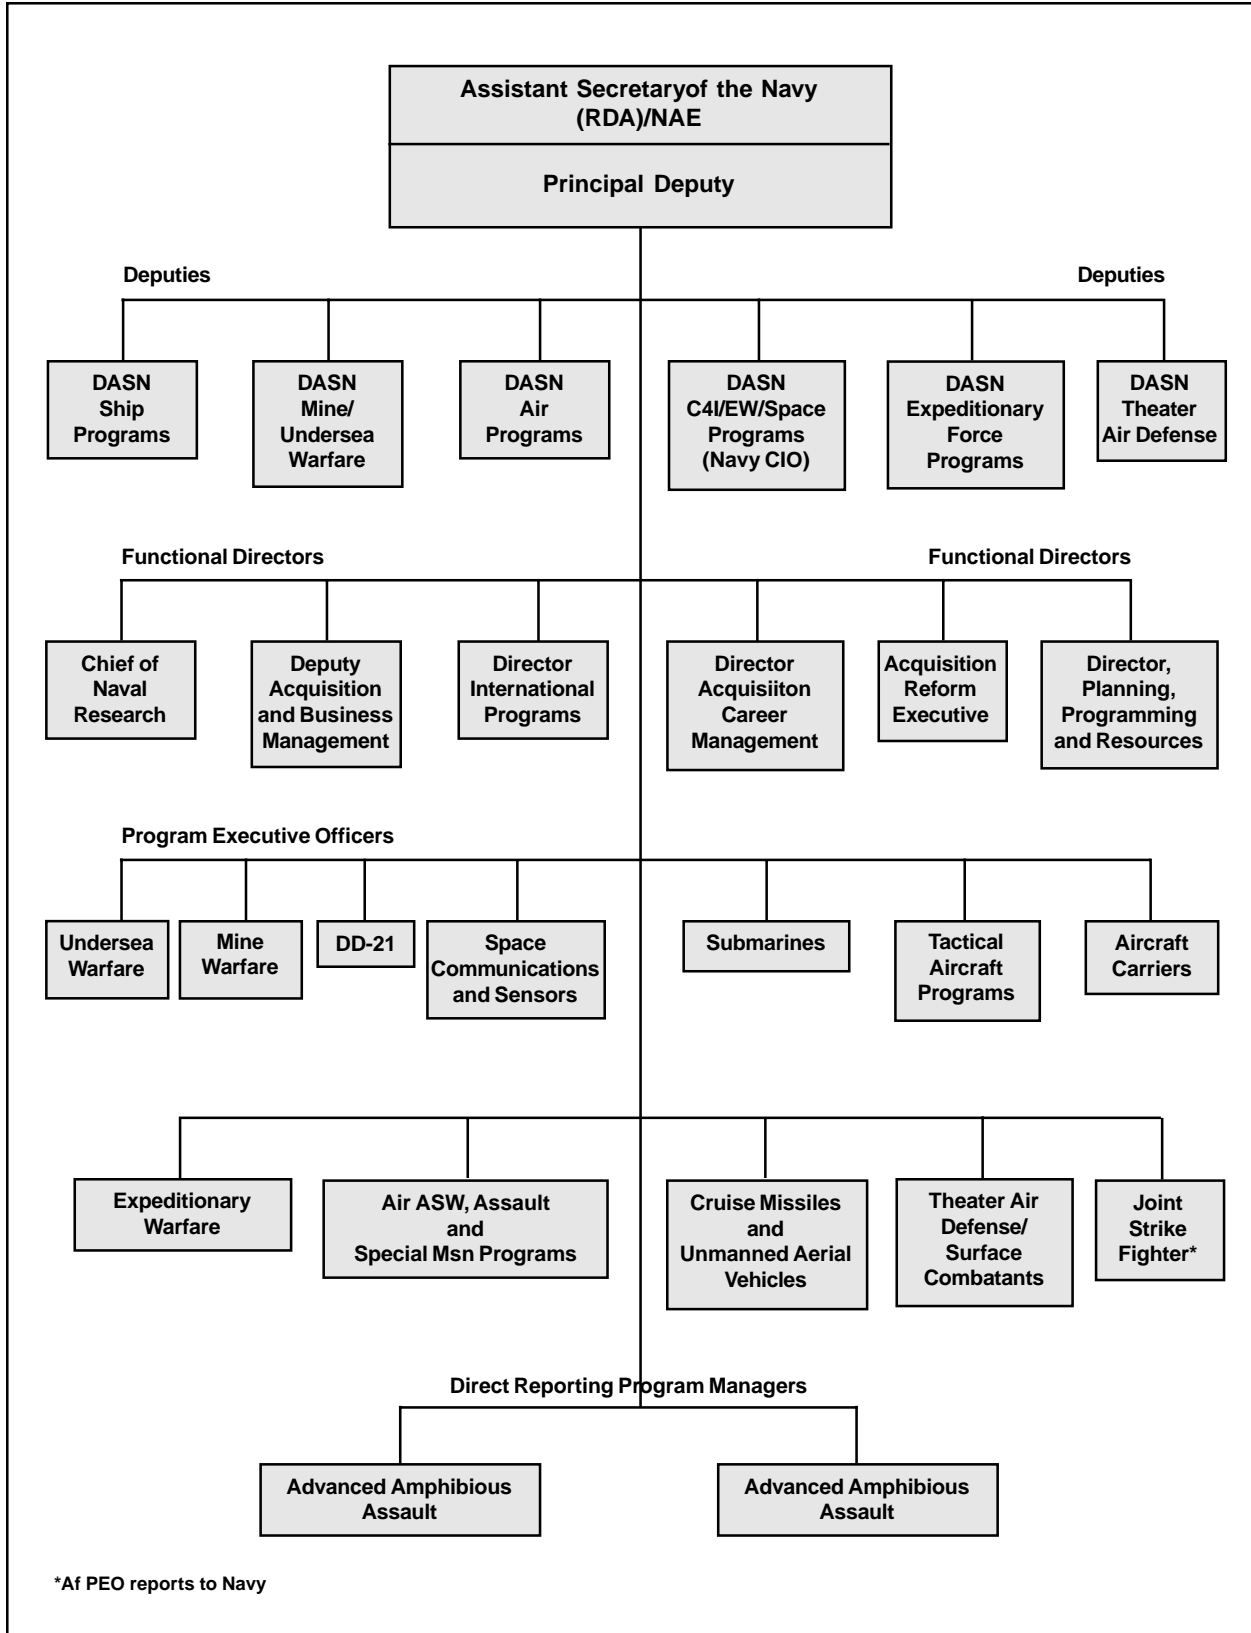 Assistant Secretaryof the Navy
(RDA)/NAE
Principal Deputy
Deputies
Deputies
DASN
Ship
Programs
DASN
Mine/
Undersea
Warfare
DASN
Air
Programs
DASN
C4I/EW/Space
Programs
(Navy CIO)
DASN
Expeditionary
Force
Programs
DASN
Theater
Air Defense
Functional Directors
Functional Directors
Chief of
Naval
Research
Deputy
Acquisition
and Business
Management
Director
International
Programs
Director
Acquisiiton
Career
Management
Acquisition
Reform
Executive
Director,
Planning,
Programming
and Resources
Program Executive Officers
Undersea
Warfare
Mine
Warfare
DD-21
Space
Communications
and Sensors
Submarines
Tactical
Aircraft
Programs
Aircraft
Carriers
Expeditionary
Warfare
Air ASW, Assault
and
Special Msn Programs
Cruise Missiles
and
Unmanned Aerial
Vehicles
Theater Air
Defense/
Surface
Combatants
Joint
Strike
Fighter*
Direct Reporting Program Managers
Advanced Amphibious
Assault
Advanced Amphibious
Assault
*Af PEO reports to Navy